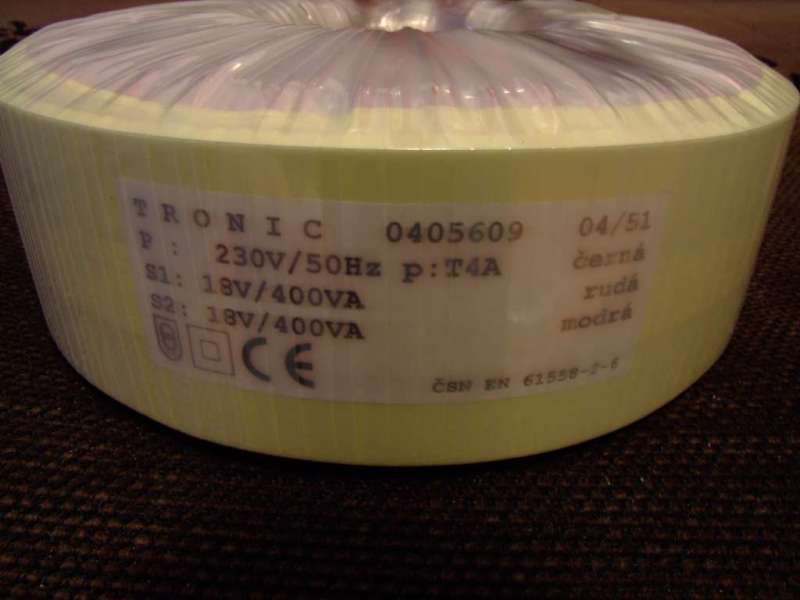 TRONIC 0405609 04/51
P: 230V/50Hz p:T4A černá
S1: 18V/400VA rudá
S2: 18V/400VA modrá
CE ČSN EN 61558-2-6